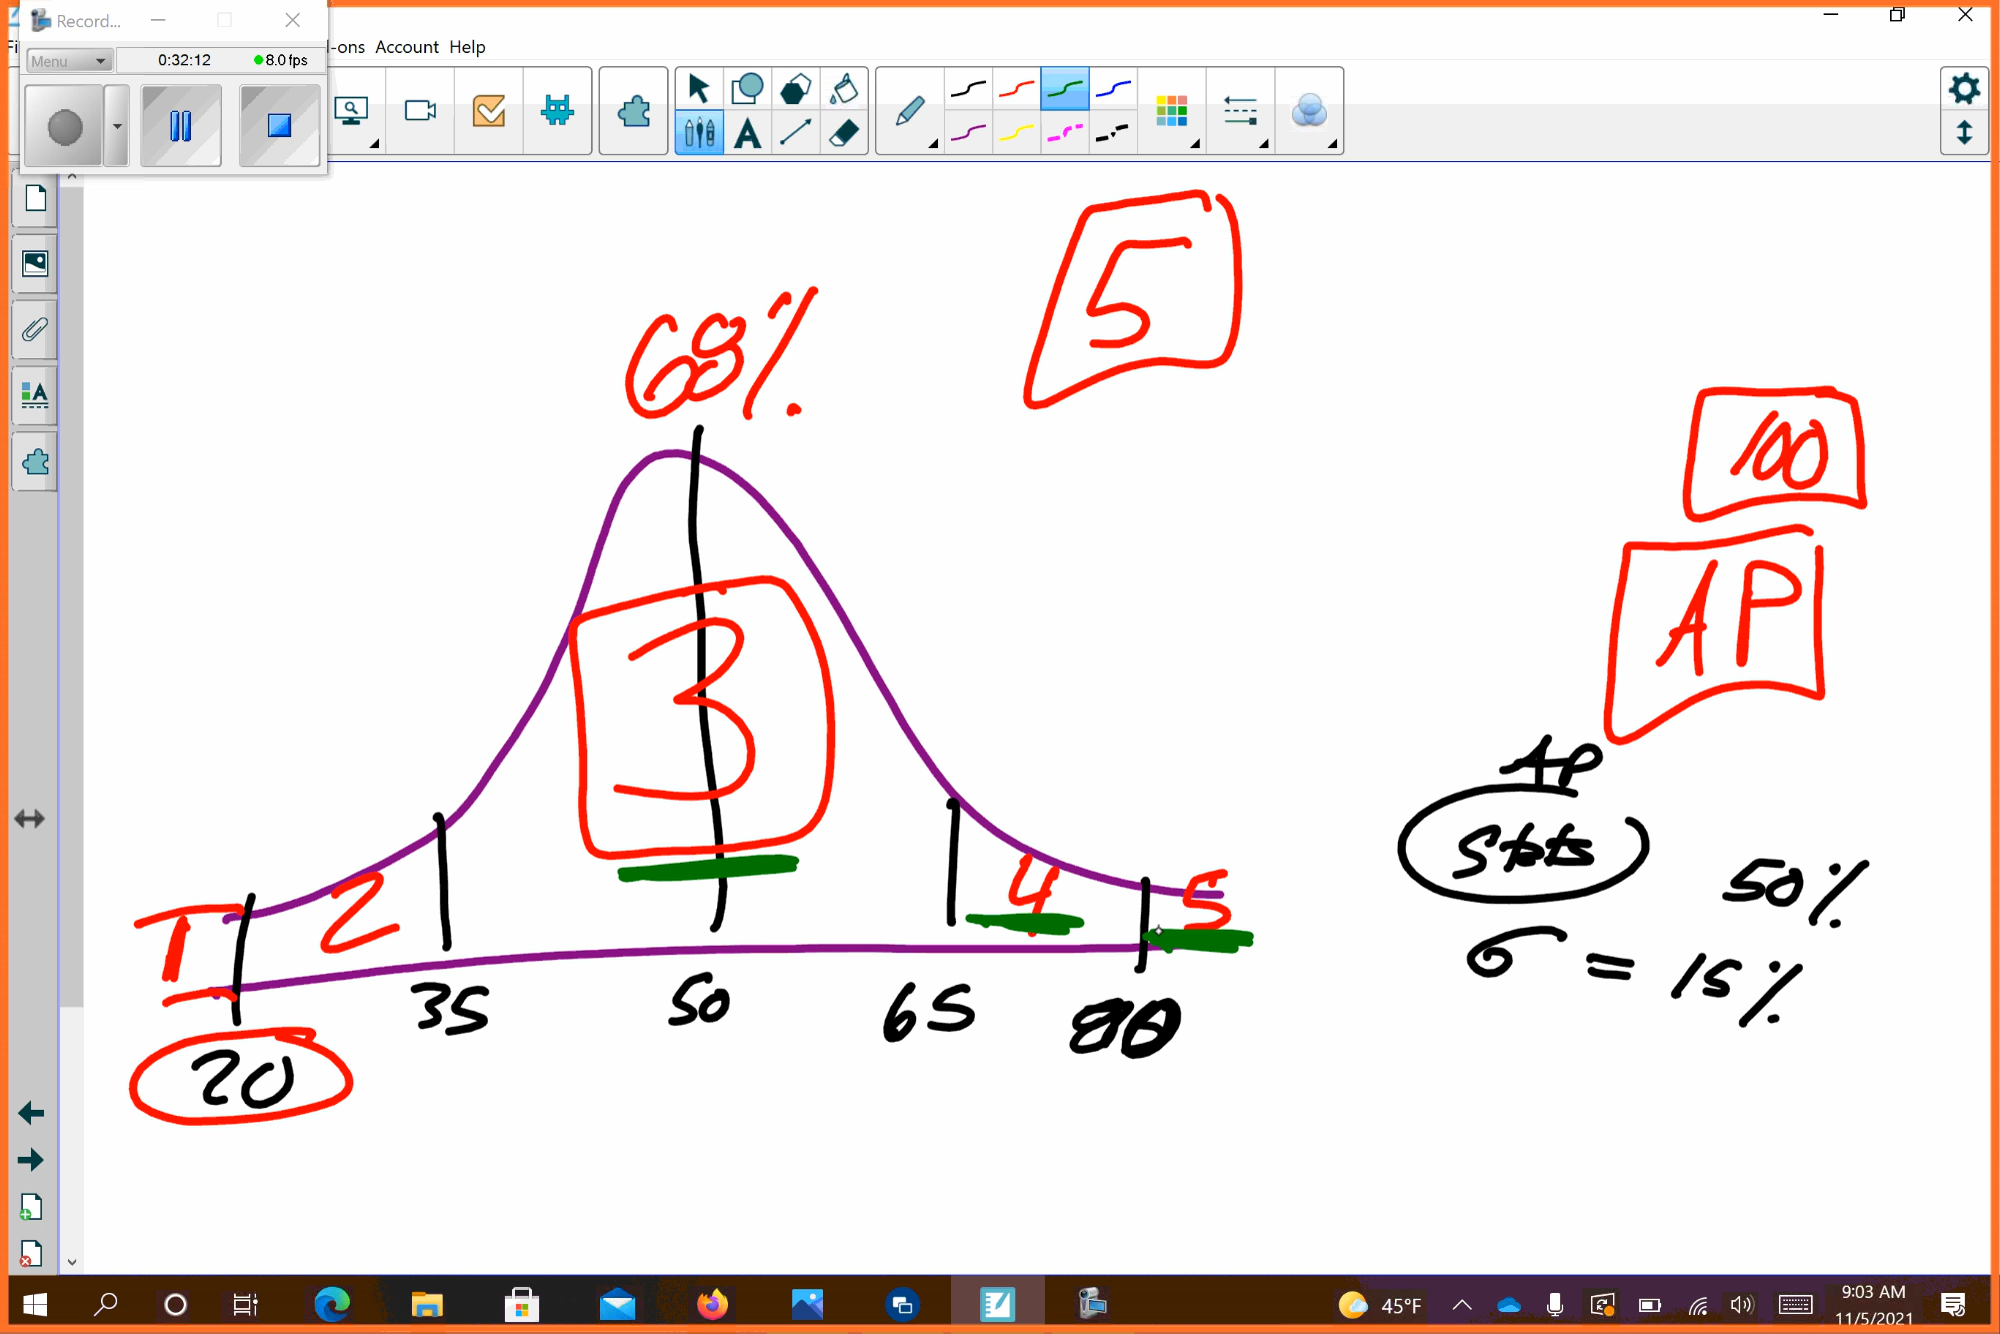 Record...
Menu
0:32:12
8.0 fps
l-ons Account Help
5
68%
100
AP
3
AP
Stats
50%
σ = 15%
1
2
4
5
20
35
50
65
80
45°F
9:03 AM
11/5/2021